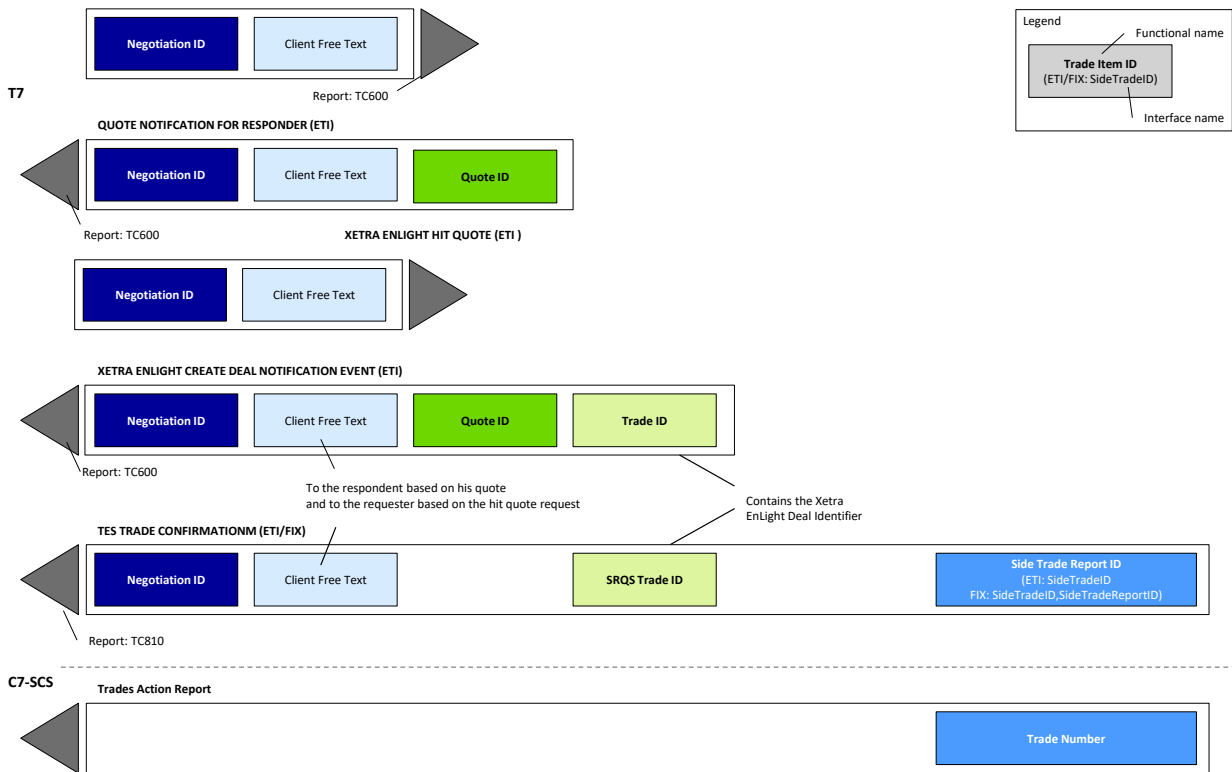 Negotiation ID
Client Free Text
Report: TC600
Legend
Functional name
Trade Item ID
(ETI/FIX: SideTradeID)
Interface name
T7
QUOTE NOTIFCATION FOR RESPONDER (ETI)
Negotiation ID
Client Free Text
Quote ID
Report: TC600
XETRA ENLIGHT HIT QUOTE (ETI )
Negotiation ID
Client Free Text
XETRA ENLIGHT CREATE DEAL NOTIFICATION EVENT (ETI)
Negotiation ID
Client Free Text
Quote ID
Trade ID
Report: TC600
To the respondent based on his quote
and to the requester based on the hit quote request
Contains the Xetra
EnLight Deal Identifier
TES TRADE CONFIRMATIONM (ETI/FIX)
Negotiation ID
Client Free Text
SRQS Trade ID
Side Trade Report ID
(ETI: SideTradeID
FIX: SideTradeID,SideTradeReportID)
Report: TC810
C7-SCS
Trades Action Report
Trade Number